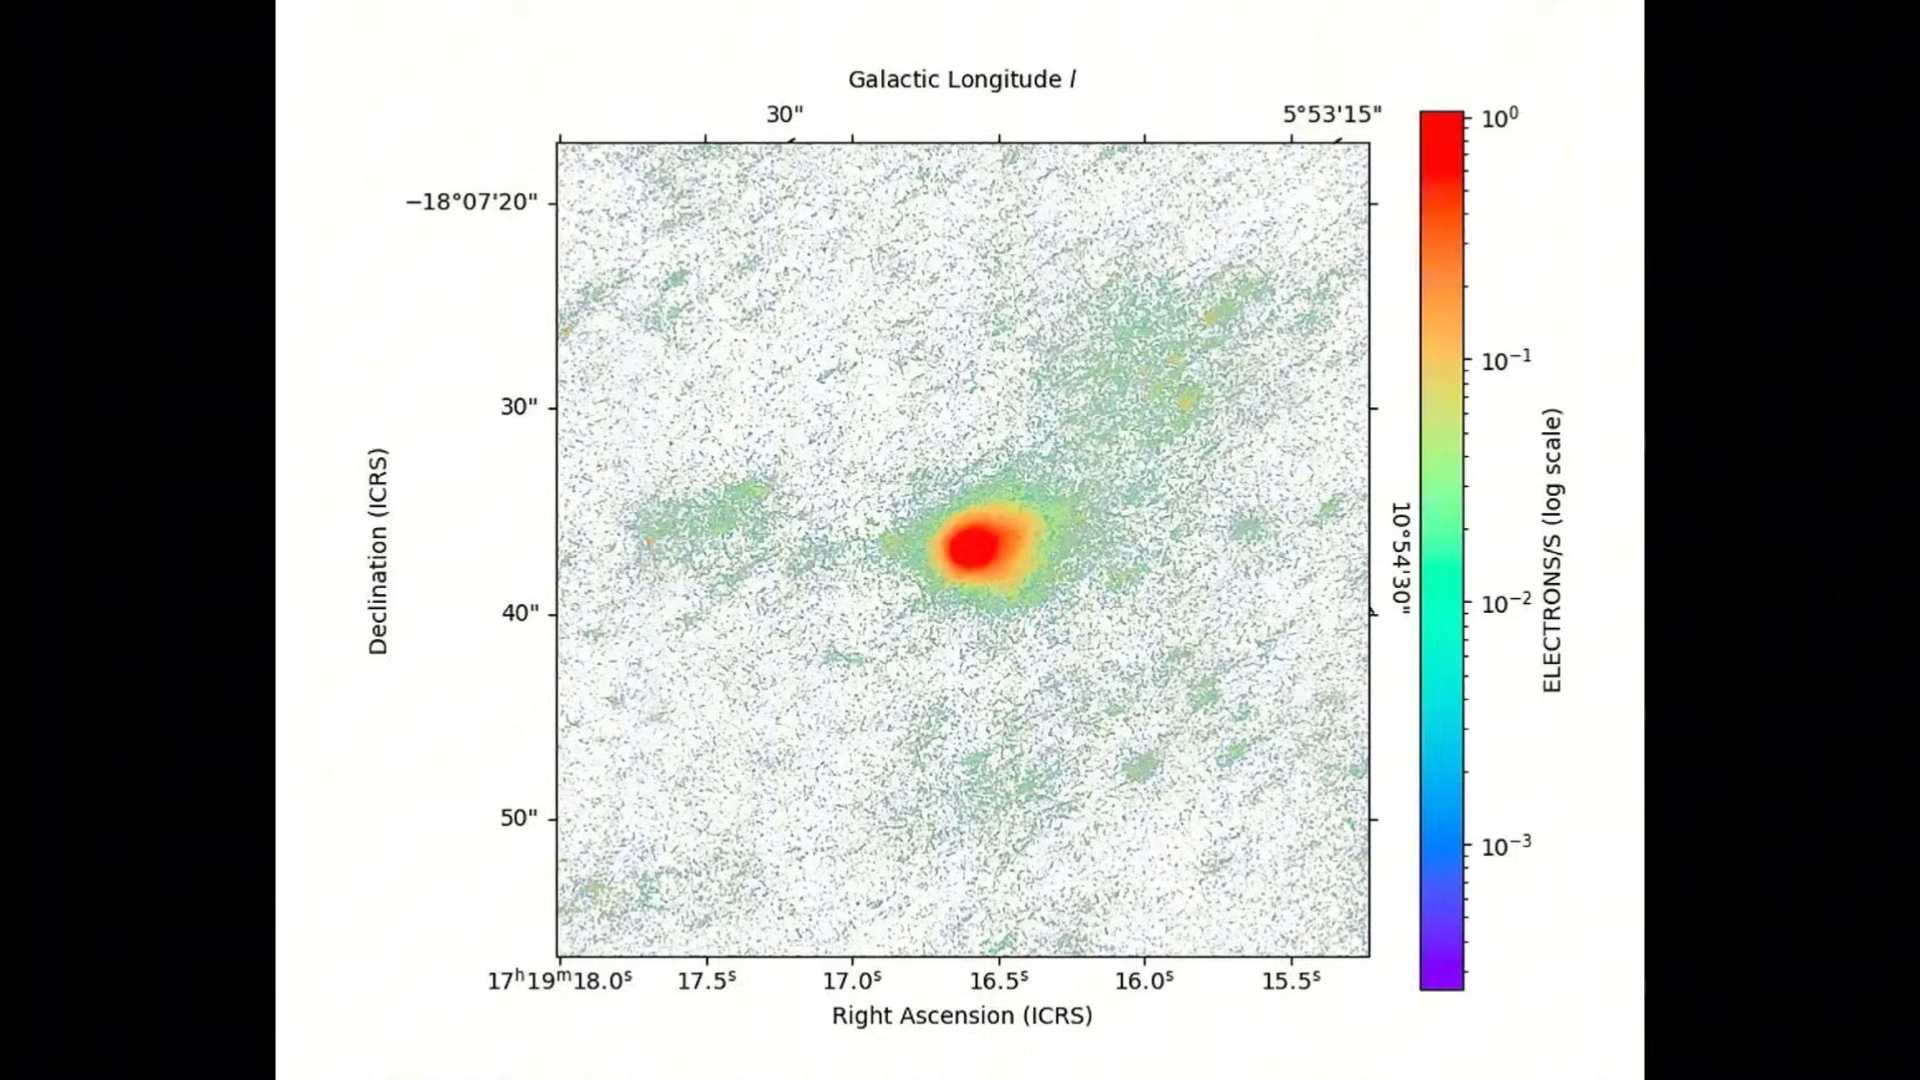 Galactic Longitude l
30" 5°53'15"
10⁰
−18°07'20"
10⁻¹
30"
Declination (ICRS)
ELECTRONS/S (log scale)
10°54'30"
10⁻²
40"
50"
10⁻³
17ʰ19ᵐ18.0ˢ 17.5ˢ 17.0ˢ 16.5ˢ 16.0ˢ 15.5ˢ
Right Ascension (ICRS)